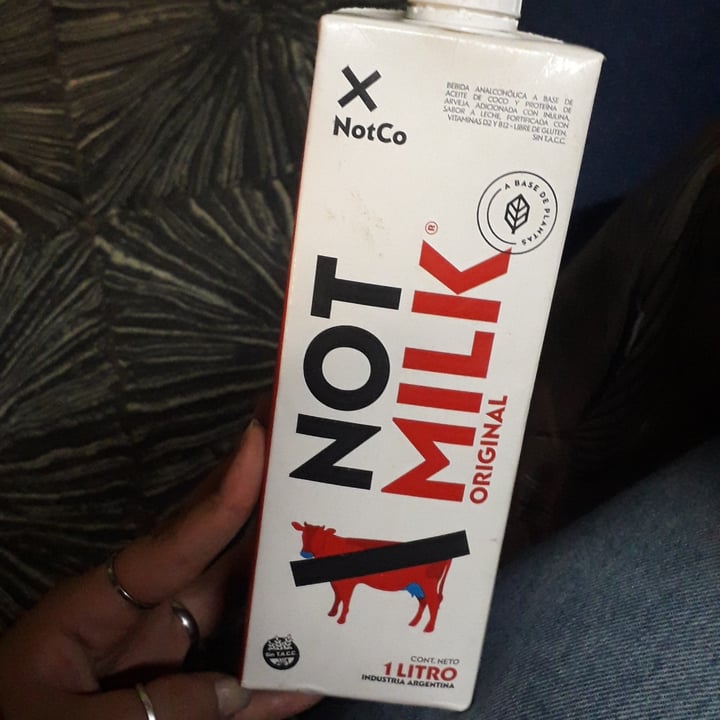 NotCo
BEBIDA ANALCOHÓLICA A BASE DE
ACEITE DE COCO Y PROTEÍNA DE
ARVEJA, ADICIONADA CON INULINA,
SABOR A LECHE, FORTIFICADA CON
VITAMINAS D2 Y B12 - LIBRE DE GLUTEN.
SIN T.A.C.C.
A BASE DE PLANTAS
NOT
MILK®
ORIGINAL
Sin T.A.C.C.
CONT. NETO
1 LITRO
INDUSTRIA ARGENTINA